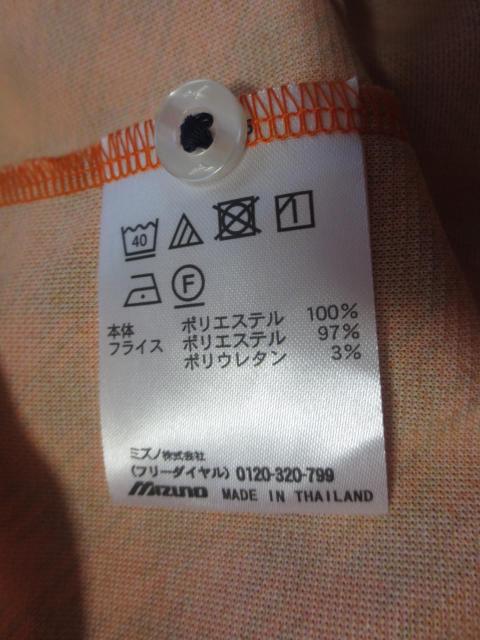 40
F
本体 ポリエステル 100%
フライス ポリエステル 97%
ポリウレタン 3%
ミズノ株式会社
(フリーダイヤル) 0120-320-799
MIZUNO MADE IN THAILAND